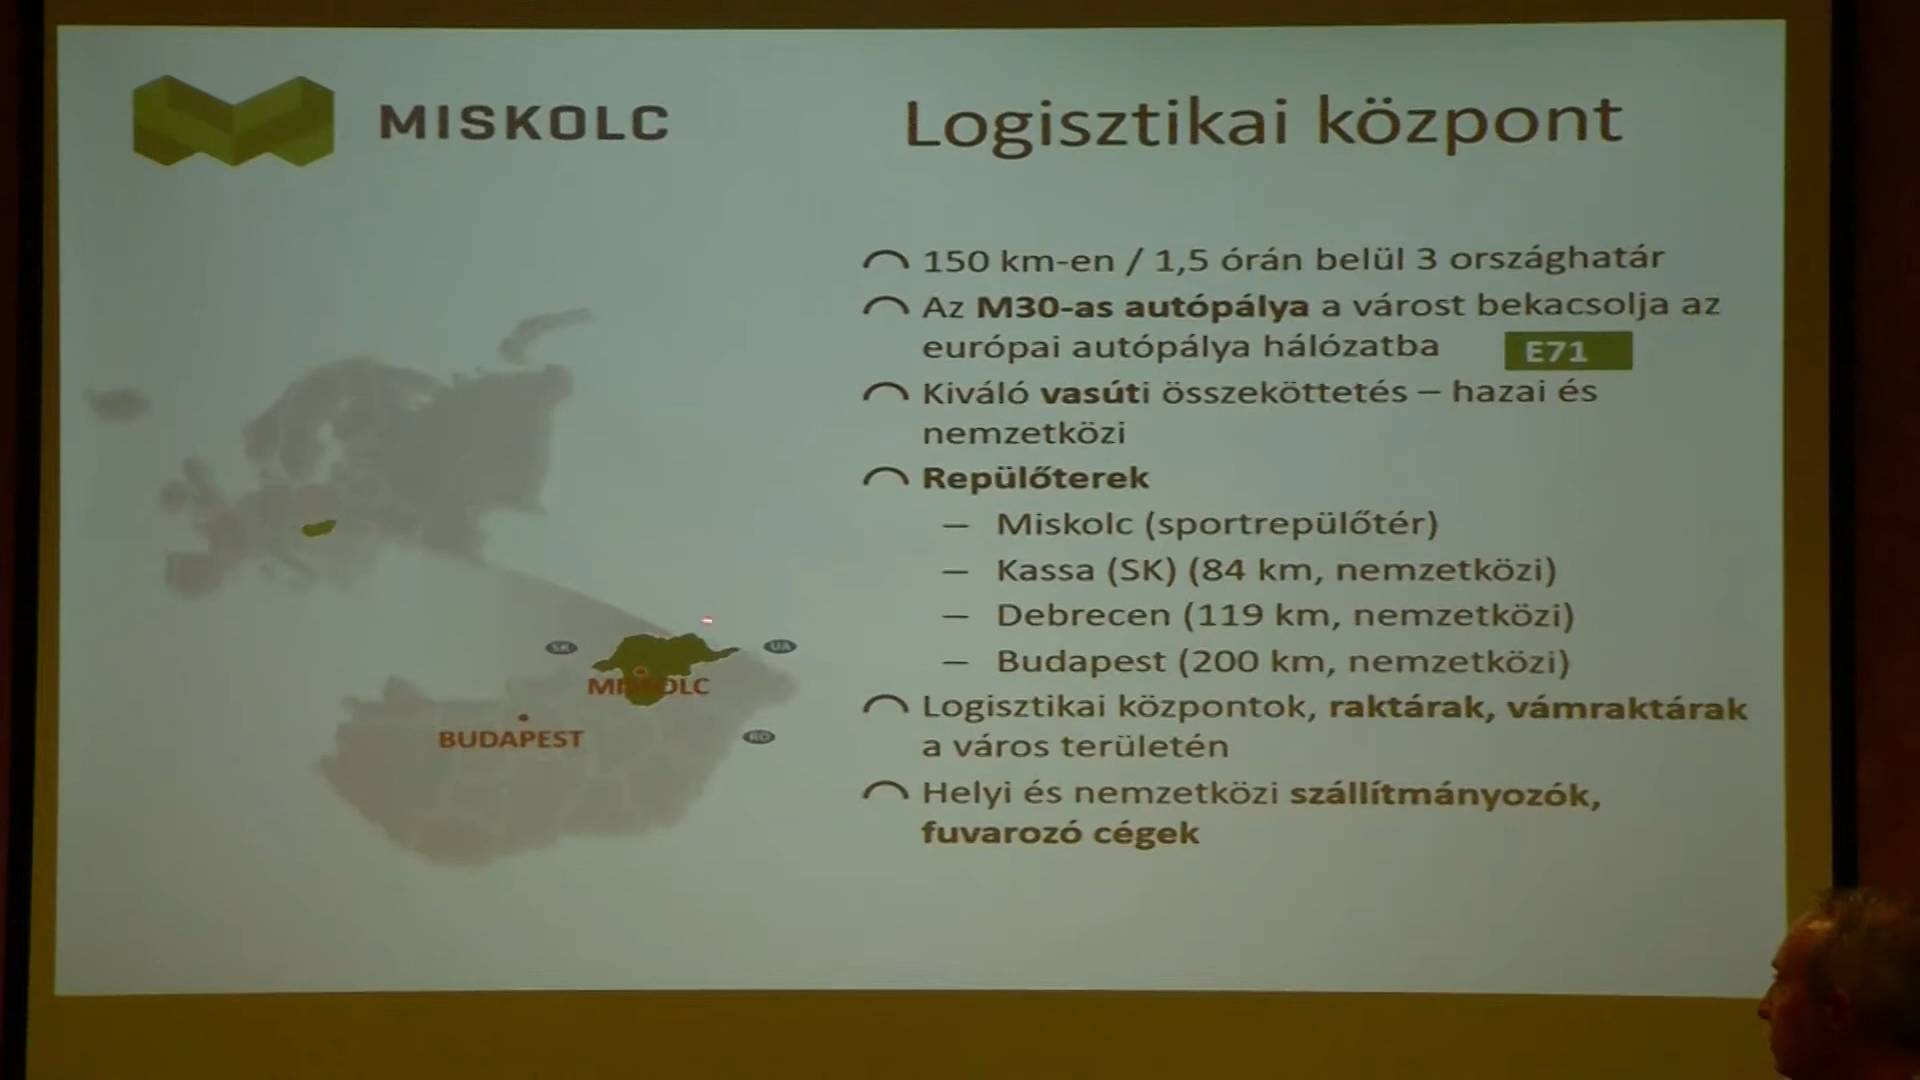 MISKOLC
Logisztikai központ
150 km-en / 1,5 órán belül 3 országhatár
Az M30-as autópálya a várost bekacsolja az
európai autópálya hálózatba
E71
Kiváló vasúti összeköttetés – hazai és
nemzetközi
Repülőterek
– Miskolc (sportrepülőtér)
– Kassa (SK) (84 km, nemzetközi)
– Debrecen (119 km, nemzetközi)
– Budapest (200 km, nemzetközi)
Logisztikai központok, raktárak, vámraktárak
a város területén
Helyi és nemzetközi szállítmányozók,
fuvarozó cégek
SK
UA
MISKOLC
BUDAPEST
RO